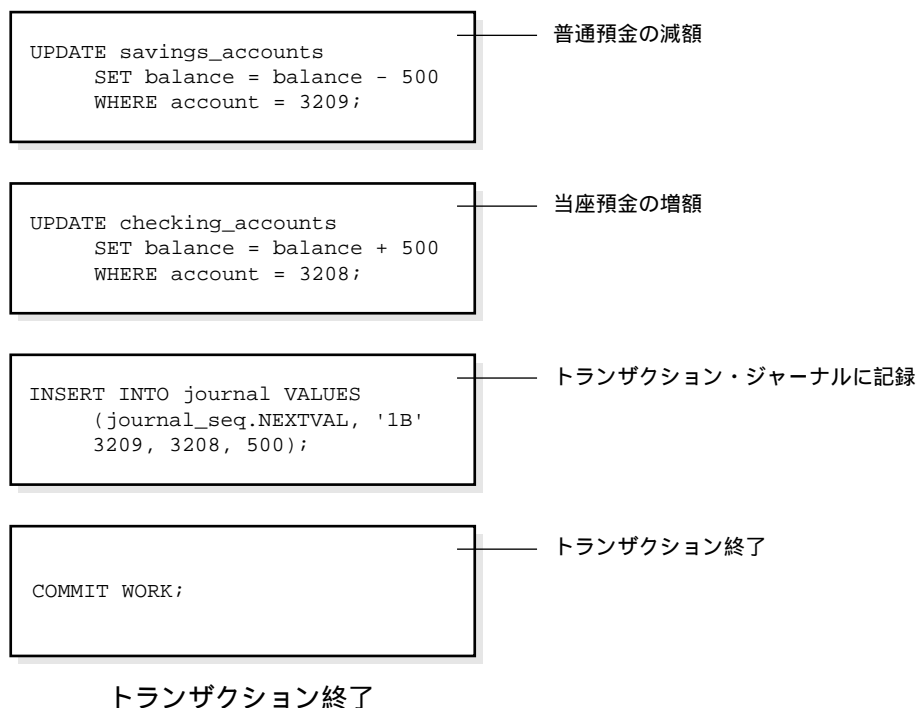 UPDATE savings_accounts
SET balance = balance - 500
WHERE account = 3209;
普通預金の減額
UPDATE checking_accounts
SET balance = balance + 500
WHERE account = 3208;
当座預金の増額
INSERT INTO journal VALUES
(journal_seq.NEXTVAL, '1B'
3209, 3208, 500);
トランザクション・ジャーナルに記録
COMMIT WORK;
トランザクション終了
トランザクション終了